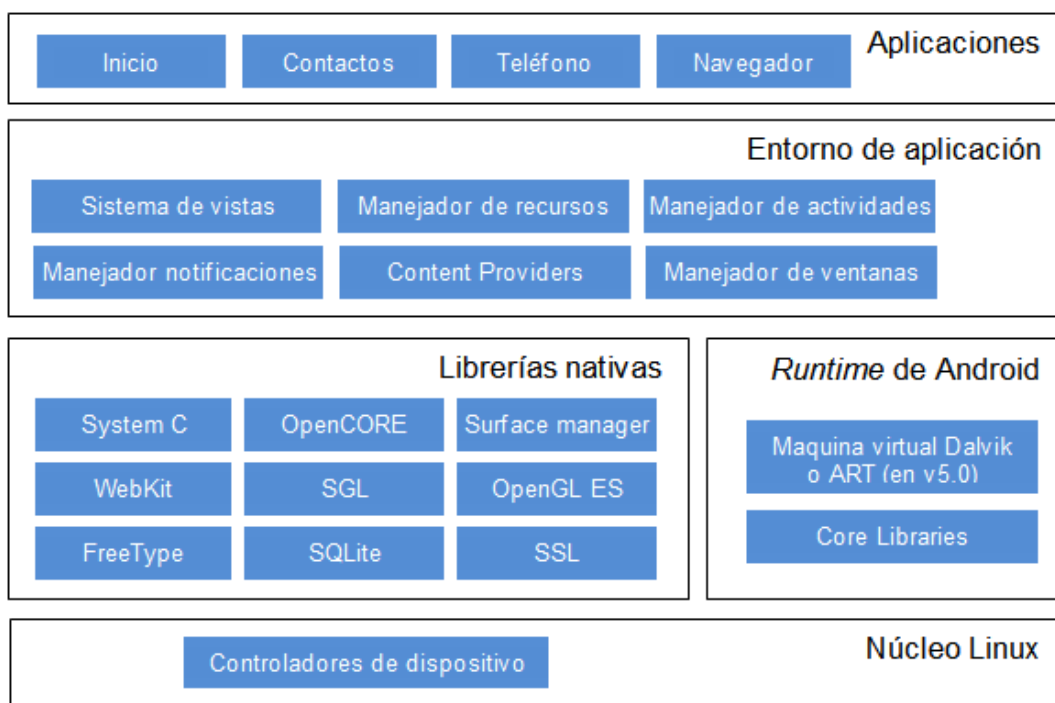 Aplicaciones
Inicio
Contactos
Teléfono
Navegador
Entorno de aplicación
Sistema de vistas
Manejador de recursos
Manejador de actividades
Manejador notificaciones
Content Providers
Manejador de ventanas
Librerías nativas
System C
OpenCORE
Surface manager
WebKit
SGL
OpenGL ES
FreeType
SQLite
SSL
Runtime de Android
Maquina virtual Dalvik
o ART (en v5.0)
Core Libraries
Núcleo Linux
Controladores de dispositivo